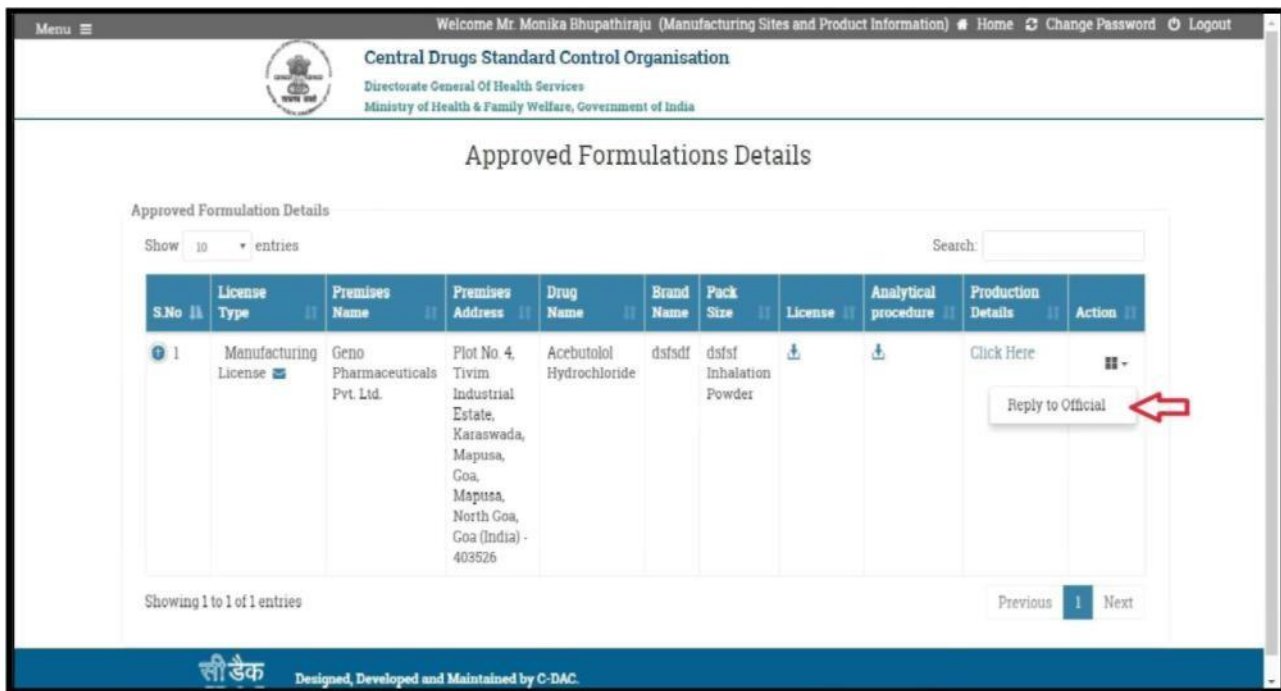 Menu
Welcome Mr. Monika Bhupathiraju (Manufacturing Sites and Product Information) Home Change Password Logout
Central Drugs Standard Control Organisation
Directorate General Of Health Services
Ministry of Health & Family Welfare, Government of India
Approved Formulations Details
Approved Formulation Details
Show 10 entries
Search:
S.No
License
Type
Premises
Name
Premises
Address
Drug
Name
Brand
Name
Pack
Size
License
Analytical
procedure
Production
Details
Action
1
Manufacturing
License
Geno
Pharmaceuticals
Pvt. Ltd.
Plot No. 4,
Tivim
Industrial
Estate,
Karaswada,
Mapusa,
Goa,
Mapusa,
North Goa,
Goa (India) -
403526
Acebutolol
Hydrochloride
dsfsdf
dsfsf
Inhalation
Powder
Click Here
Reply to Official
Showing 1 to 1 of 1 entries
Previous 1 Next
सी डैक
Designed, Developed and Maintained by C-DAC.